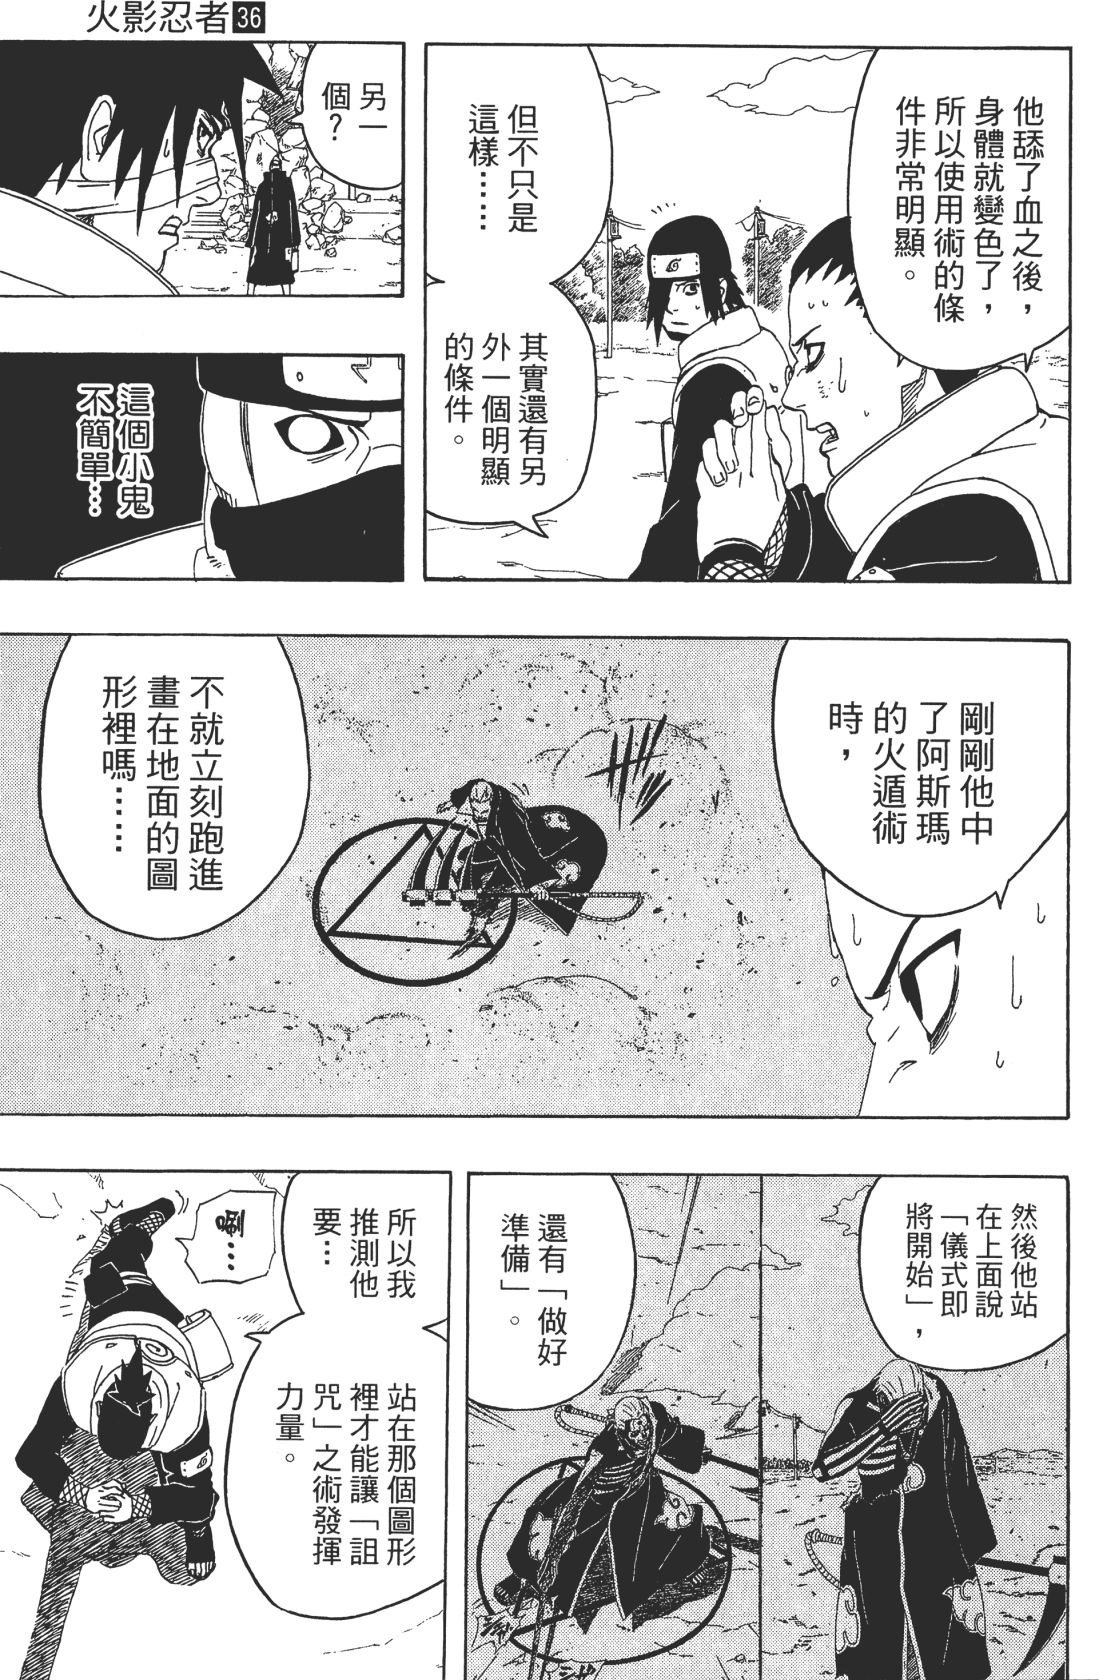 火影忍者36
他舔了血之後，
身體就變色了，
所以使用術的條
件非常明顯。
但不只是
這樣……
其實還有另
外一個明顯
的條件。
另一
個？
這個小鬼
不簡單…
剛剛他中
了阿斯瑪
的火遁術
時，
不就立刻跑進
畫在地面的圖
形裡嗎……
然後他站
在上面說
「儀式即
將開始」，
還有「做好
準備」。
所以我
推測他
要…
站在那個圖形
裡才能讓「詛
咒」之術發揮
力量。